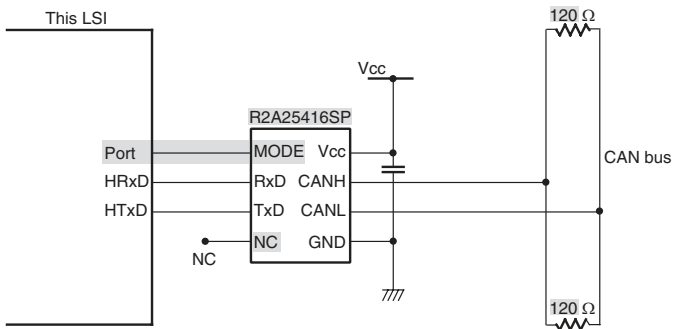 This LSI
120 Ω
Vcc
R2A25416SP
Port
MODE
Vcc
CAN bus
HRxD
RxD
CANH
HTxD
TxD
CANL
NC
NC
GND
120 Ω